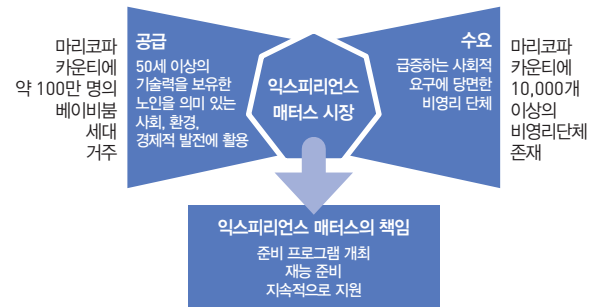 마리코파
카운티에
약 100만 명의
베이비붐
세대
거주
공급
50세 이상의
기술력을 보유한
노인을 의미 있는
사회, 환경,
경제적 발전에 활용
익스피리언스
매터스 시장
수요
급증하는 사회적
요구에 당면한
비영리 단체
마리코파
카운티에
10,000개
이상의
비영리단체
존재
익스피리언스 매터스의 책임
준비 프로그램 개최
재능 준비
지속적으로 지원